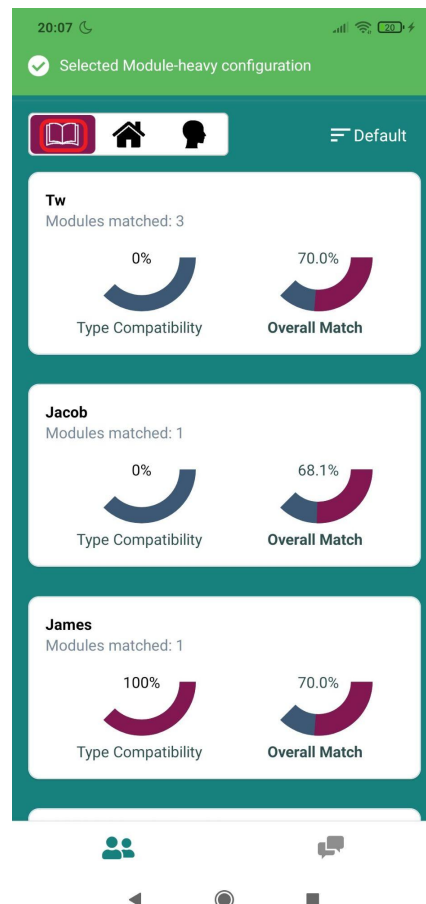 20:07
20
Selected Module-heavy configuration
Default
Tw
Modules matched: 3
0% 70.0%
Type Compatibility Overall Match
Jacob
Modules matched: 1
0% 68.1%
Type Compatibility Overall Match
James
Modules matched: 1
100% 70.0%
Type Compatibility Overall Match